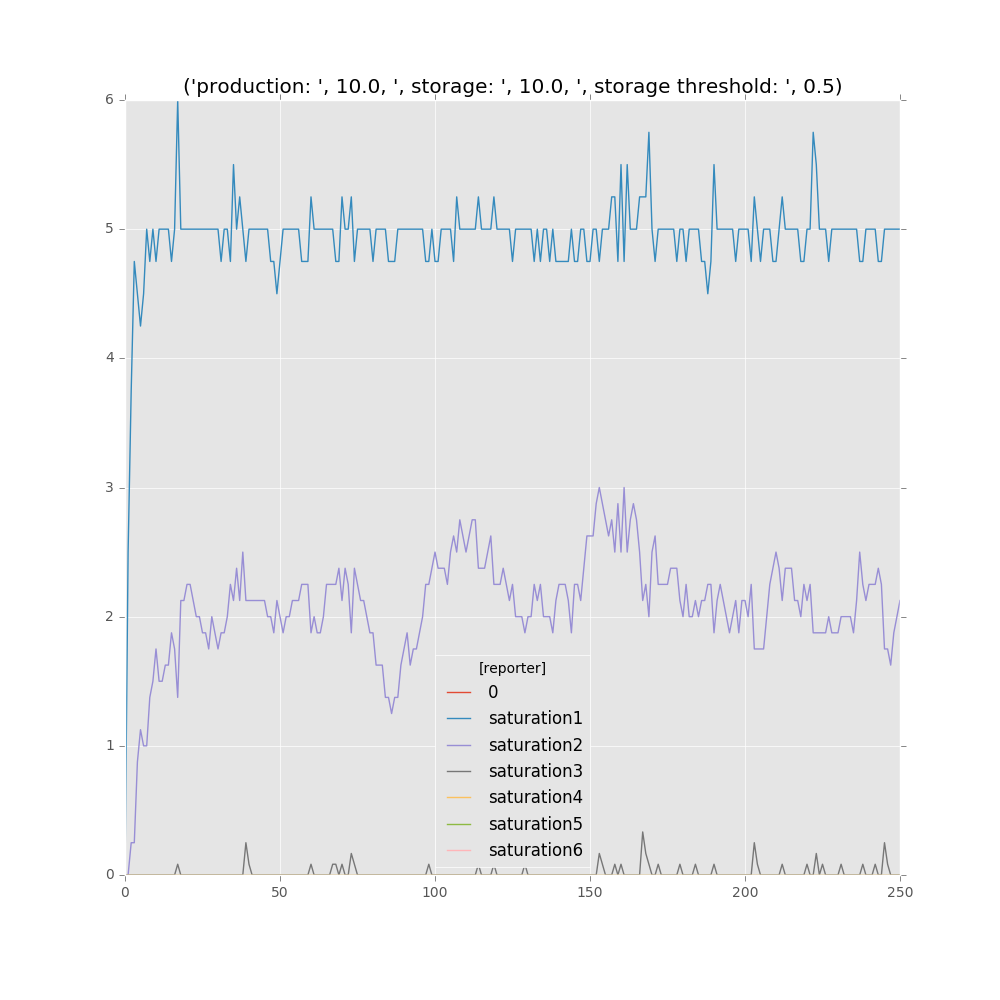 ('production: ', 10.0, ', storage: ', 10.0, ', storage threshold: ', 0.5)
6
5
4
3
2
1
0
[reporter]
0
saturation1
saturation2
saturation3
saturation4
saturation5
saturation6
0 50 100 150 200 250